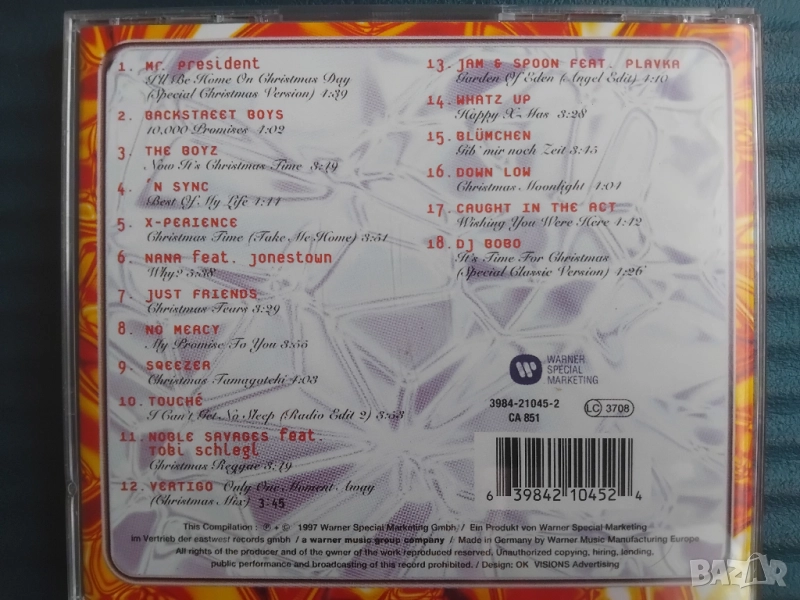 1. Mr. President
I'll Be Home On Christmas Day
(Special Christmas Version) 4:39
2. BACKSTREET BOYS
10,000 Promises 4:02
3. THE BOYZ
Now It's Christmas Time 3:49
4. 'N SYNC
Best Of My Life 4:44
5. X-PERIENCE
Christmas Time (Take Me Home) 3:51
6. NANA feat. Jonestown
Why? 5:38
7. JUST FRIENDS
Christmas Tears 3:29
8. NO MERCY
My Promise To You 3:55
9. SQEEZER
Christmas Tamagotchi 4:03
10. TOUCHÉ
I Can't Get No Sleep (Radio Edit 2) 3:53
11. NOBLE SAVAGES feat.
Tobi Schlegl
Christmas Reggae 3:49
12. VERTIGO Only One Moment Away
(Christmas Mix) 3:45
13. JAM & SPOON FEAT. PLAVKA
Garden Of Eden (Angel Edit) 4:10
14. WHATZ UP
Happy X-Mas 3:28
15. BLÜMCHEN
Gib' mir noch Zeit 3:45
16. DOWN LOW
Christmas Moonlight 4:04
17. CAUGHT IN THE ACT
Wishing You Were Here 4:42
18. DJ BOBO
It's Time For Christmas
(Special Classic Version) 4:26
WARNER
SPECIAL
MARKETING
3984-21045-2
CA 851
LC 3708
6 39842 10452 4
This Compilation : ℗ • © 1997 Warner Special Marketing GmbH / Ein Produkt von Warner Special Marketing
im Vertrieb der eastwest records gmbh / a warner music group company / Made in Germany by Warner Music Manufacturing Europe
All rights of the producer and of the owner of the work reproduced reserved. Unauthorized copying, hiring, lending,
public performance and broadcasting of this record prohibited. / Design: OK VISIONS Advertising
BAZAR